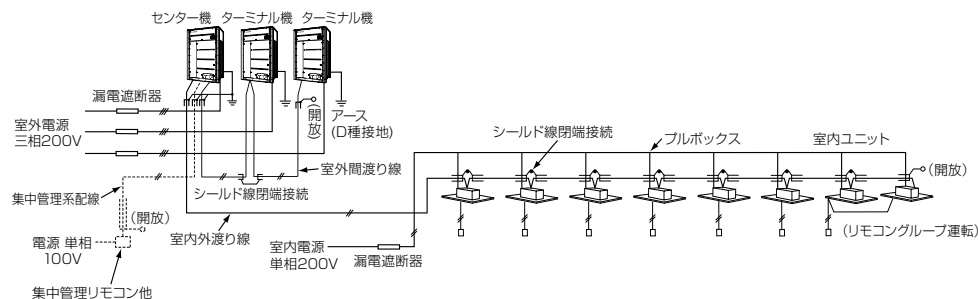 センター機
ターミナル機
ターミナル機
漏電遮断器
室外電源
三相200V
(開放)
アース
(D種接地)
シールド線閉端接続
プルボックス
室内ユニット
(開放)
室外間渡り線
シールド線閉端接続
集中管理系配線
(開放)
室内外渡り線
電源 単相
100V
室内電源
単相200V
漏電遮断器
(リモコングループ運転)
集中管理リモコン他